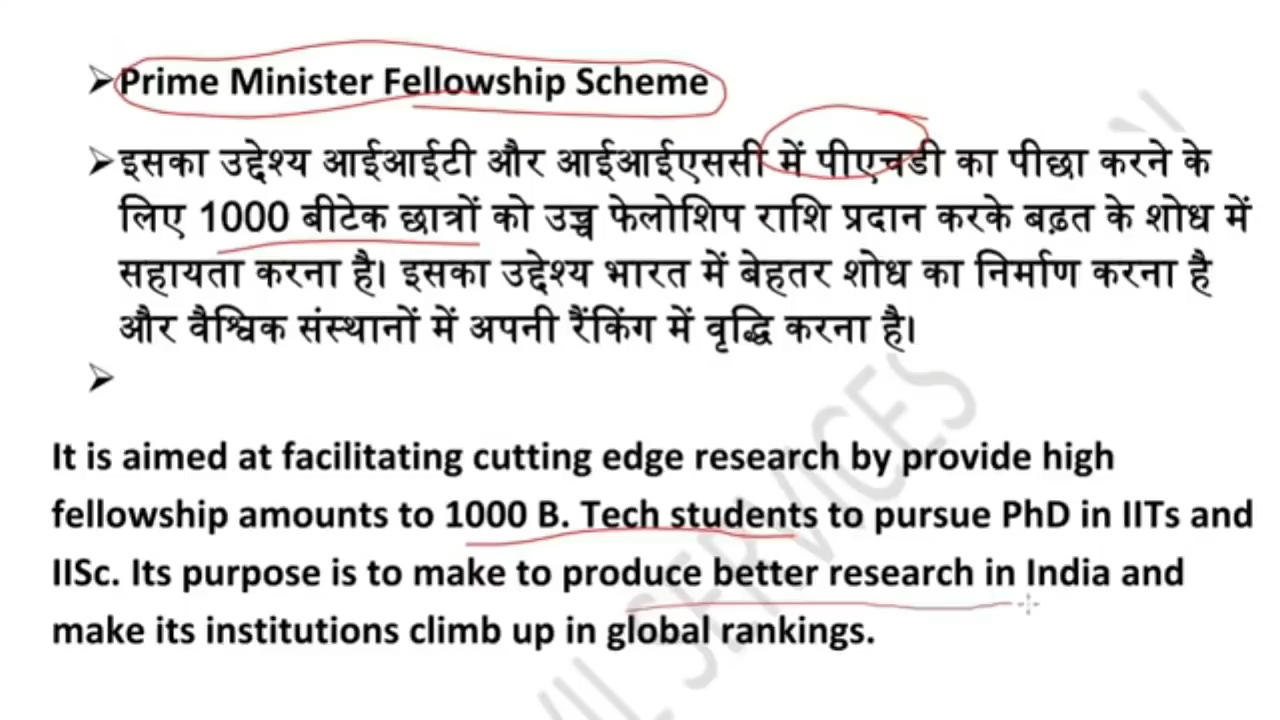 ➢Prime Minister Fellowship Scheme
➢इसका उद्देश्य आईआईटी और आईआईएससी में पीएचडी का पीछा करने के
लिए 1000 बीटेक छात्रों को उच्च फेलोशिप राशि प्रदान करके बढ़त के शोध में
सहायता करना है। इसका उद्देश्य भारत में बेहतर शोध का निर्माण करना है
और वैश्विक संस्थानों में अपनी रैंकिंग में वृद्धि करना है।
➢
It is aimed at facilitating cutting edge research by provide high
fellowship amounts to 1000 B. Tech students to pursue PhD in IITs and
IISc. Its purpose is to make to produce better research in India and
make its institutions climb up in global rankings.
SERVICES